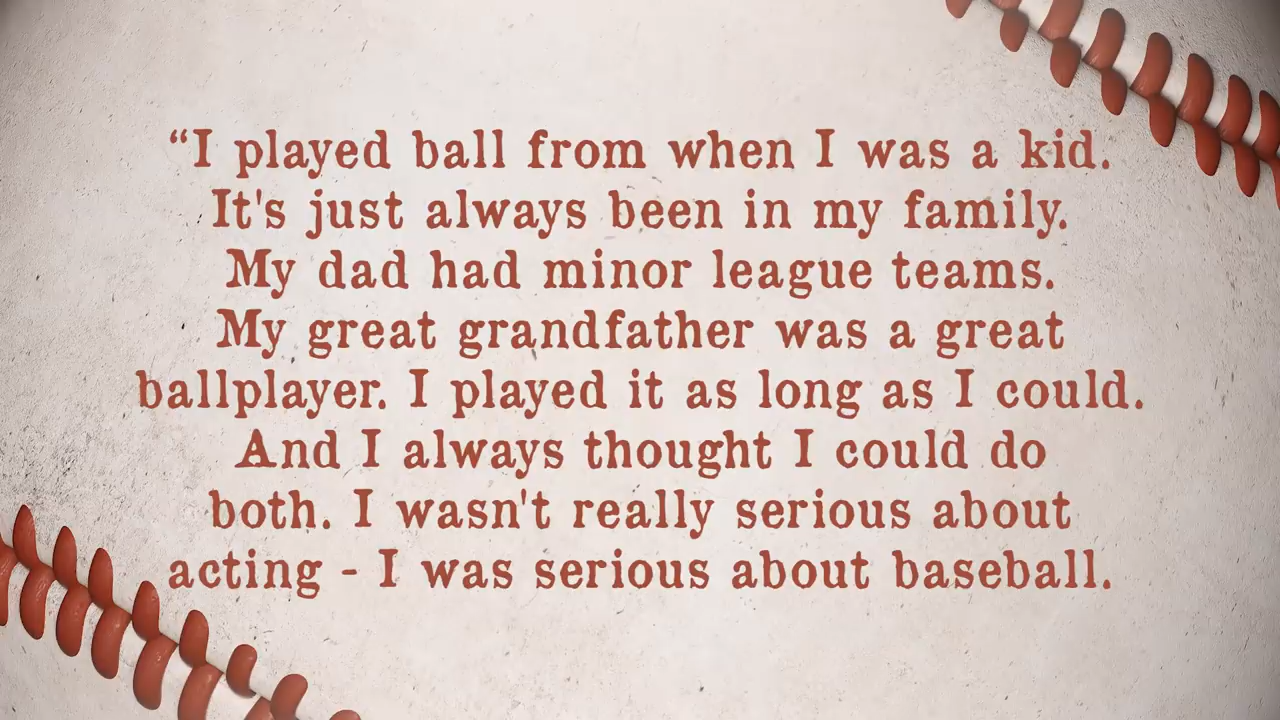 “I played ball from when I was a kid.
It's just always been in my family.
My dad had minor league teams.
My great grandfather was a great
ballplayer. I played it as long as I could.
And I always thought I could do
both. I wasn't really serious about
acting - I was serious about baseball.